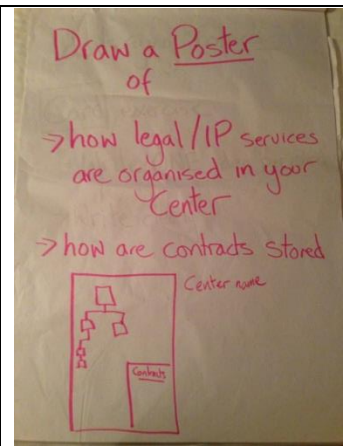 Draw a Poster
of
→ how legal/IP services
are organised in your
Center
→ how are contracts stored
Center name
Contracts